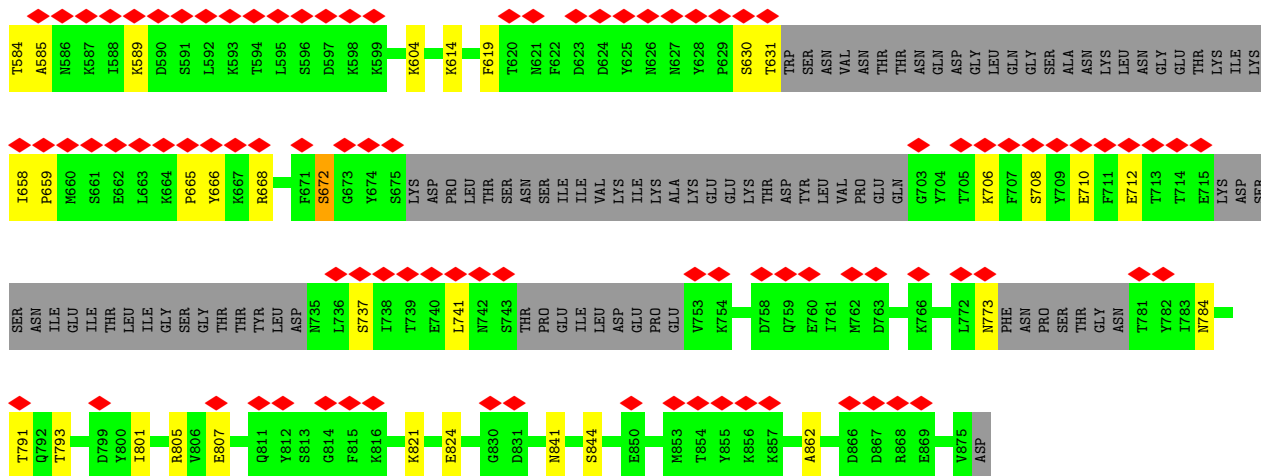 T584 A585 N586 K587 I588 K589 D590 S591 L592 K593 T594 L595 S596 D597 K598 K599 K604 K614 F619 T620 N621 F622 D623 D624 Y625 N626 N627 Y628 P629 S630 T631 TRP SER ASN VAL ASN THR THR ASN GLN ASP GLY LEU GLN GLY SER ALA ASN LYS LEU ASN GLY GLU THR LYS ILE LYS
I658 P659 M660 S661 E662 L663 K664 P665 Y666 K667 R668 F671 S672 G673 Y674 S675 LYS ASP PRO LEU THR SER ASN SER ILE ILE VAL LYS ILE LYS ALA LYS GLU GLU LYS THR ASP TYR LEU VAL PRO GLU GLN G703 Y704 T705 K706 F707 S708 Y709 E710 F711 E712 T713 T714 E715 LYS ASP SER
SER ASN ILE GLU ILE THR LEU ILE GLY SER GLY THR THR TYR LEU ASP N735 L736 S737 I738 T739 E740 L741 N742 S743 THR PRO GLU ILE LEU ASP GLU PRO GLU V753 K754 D758 Q759 E760 I761 M762 D763 K766 L772 N773 PHE ASN PRO SER THR GLY ASN T781 Y782 I783 N784
T791 Q792 T793 D799 Y800 I801 R805 V806 E807 Q811 Y812 S813 G814 F815 K816 K821 E824 G830 D831 N841 S844 E850 M853 T854 Y855 K856 K857 A862 D866 D867 R868 E869 V875 ASP